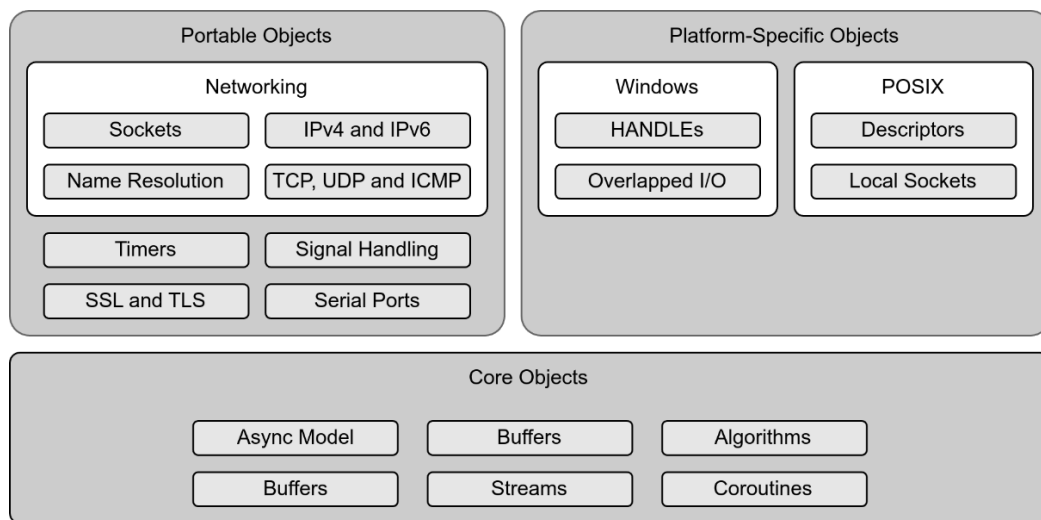 Portable Objects
Networking
Sockets
IPv4 and IPv6
Name Resolution
TCP, UDP and ICMP
Timers
Signal Handling
SSL and TLS
Serial Ports
Platform-Specific Objects
Windows
HANDLEs
Overlapped I/O
POSIX
Descriptors
Local Sockets
Core Objects
Async Model
Buffers
Algorithms
Buffers
Streams
Coroutines